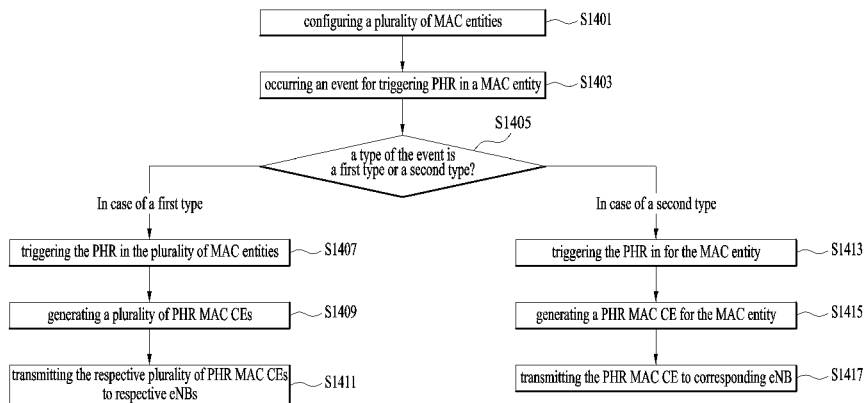 configuring a plurality of MAC entities
S1401
occurring an event for triggering PHR in a MAC entity
S1403
S1405
a type of the event is
a first type or a second type?
In case of a first type
In case of a second type
triggering the PHR in the plurality of MAC entities
S1407
triggering the PHR in for the MAC entity
S1413
generating a plurality of PHR MAC CEs
S1409
generating a PHR MAC CE for the MAC entity
S1415
transmitting the respective plurality of PHR MAC CEs
to respective eNBs
S1411
transmitting the PHR MAC CE to corresponding eNB
S1417